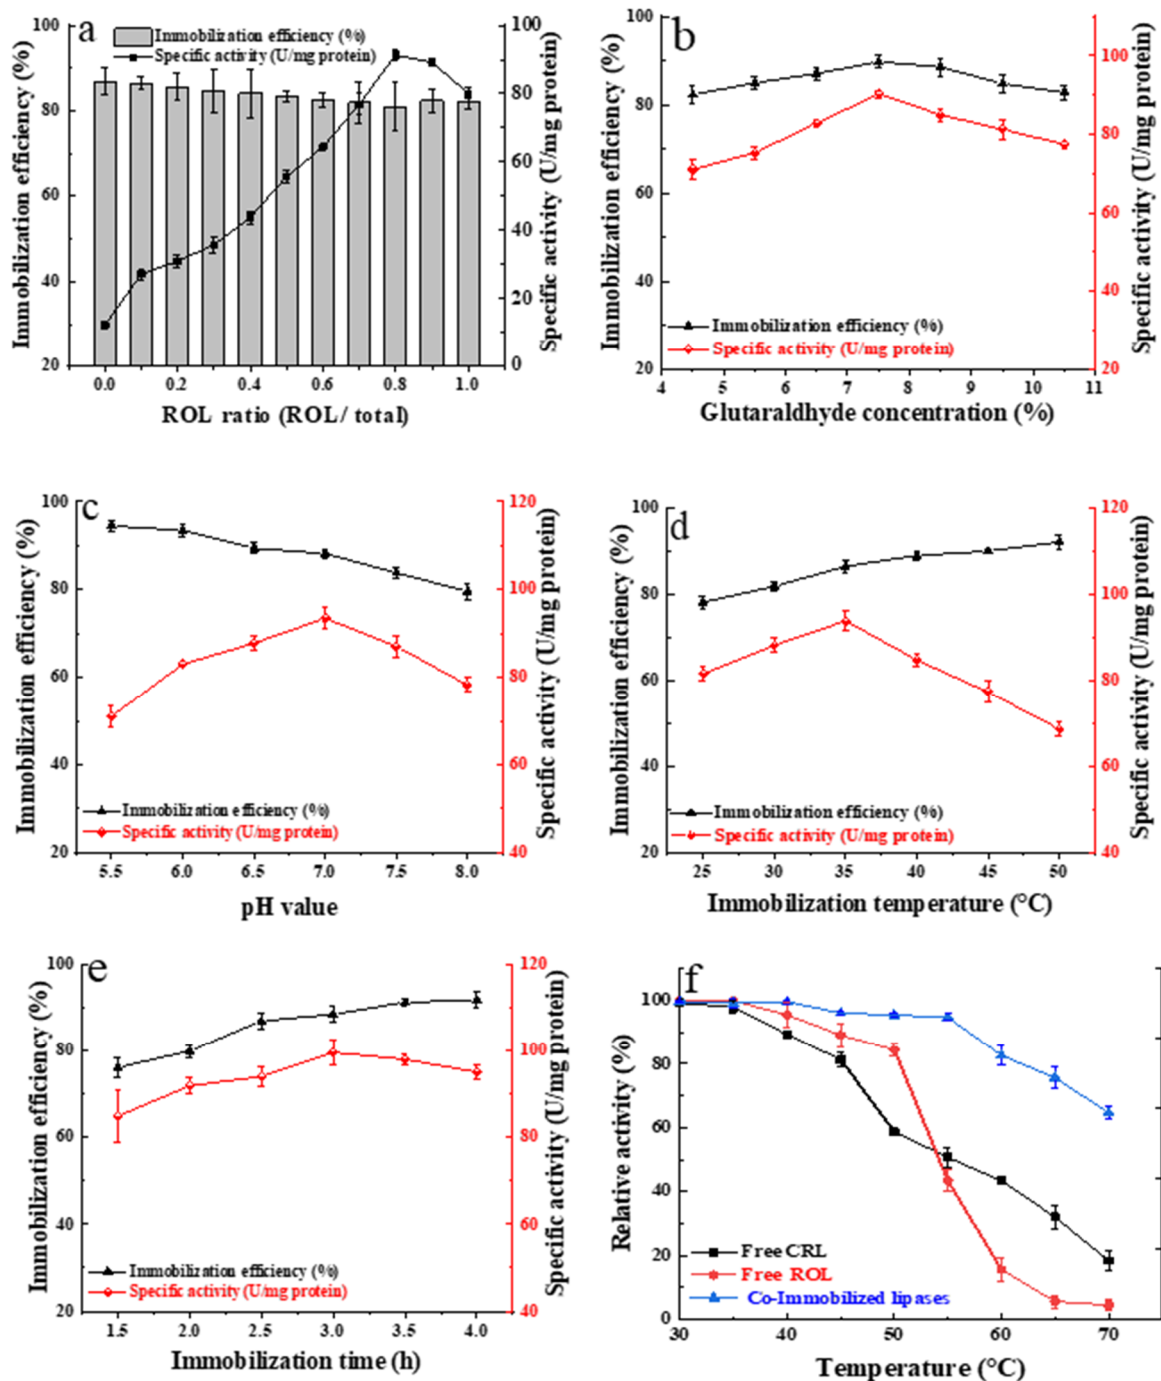 a
Immobilization efficiency (%)
Specific activity (U/mg protein)
100
80
60
40
20
Immobilization efficiency (%)
100
80
60
40
20
0
Specific activity (U/mg protein)
0.0 0.2 0.4 0.6 0.8 1.0
ROL ratio (ROL/ total)
b
100
80
60
40
20
Immobilization efficiency (%)
100
80
60
40
20
Specific activity (U/mg protein)
Immobilization efficiency (%)
Specific activity (U/mg protein)
4 5 6 7 8 9 10 11
Glutaraldhyde concentration (%)
c
100
80
60
40
20
Immobilization efficiency (%)
120
100
80
60
40
Specific activity (U/mg protein)
Immobilization efficiency (%)
Specific activity (U/mg protein)
5.5 6.0 6.5 7.0 7.5 8.0
pH value
d
100
80
60
40
20
Immobilization efficiency (%)
120
100
80
60
40
Specific activity (U/mg protein)
Immobilization efficiency (%)
Specific activity (U/mg protein)
25 30 35 40 45 50
Immobilization temperature (°C)
e
100
80
60
40
20
Immobilization efficiency (%)
120
100
80
60
40
Specific activity (U/mg protein)
Immobilization efficiency (%)
Specific activity (U/mg protein)
1.5 2.0 2.5 3.0 3.5 4.0
Immobilization time (h)
f
100
80
60
40
20
0
Relative activity (%)
Free CRL
Free ROL
Co-Immobilized lipases
30 40 50 60 70
Temperature (°C)